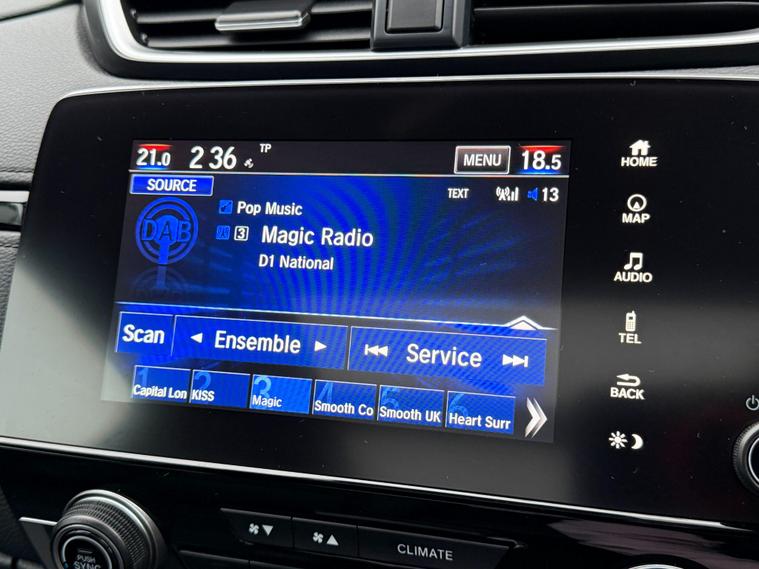 21.0 2 36 TP MENU 18.5
HOME
SOURCE
TEXT 13
DAB
Pop Music
3 Magic Radio
D1 National
MAP
AUDIO
Scan ◄ Ensemble ► Service
TEL
1 Capital Lon
2 KISS
3 Magic
4 Smooth Co
5 Smooth UK
6 Heart Surr
BACK
PUSH
SYNC
CLIMATE